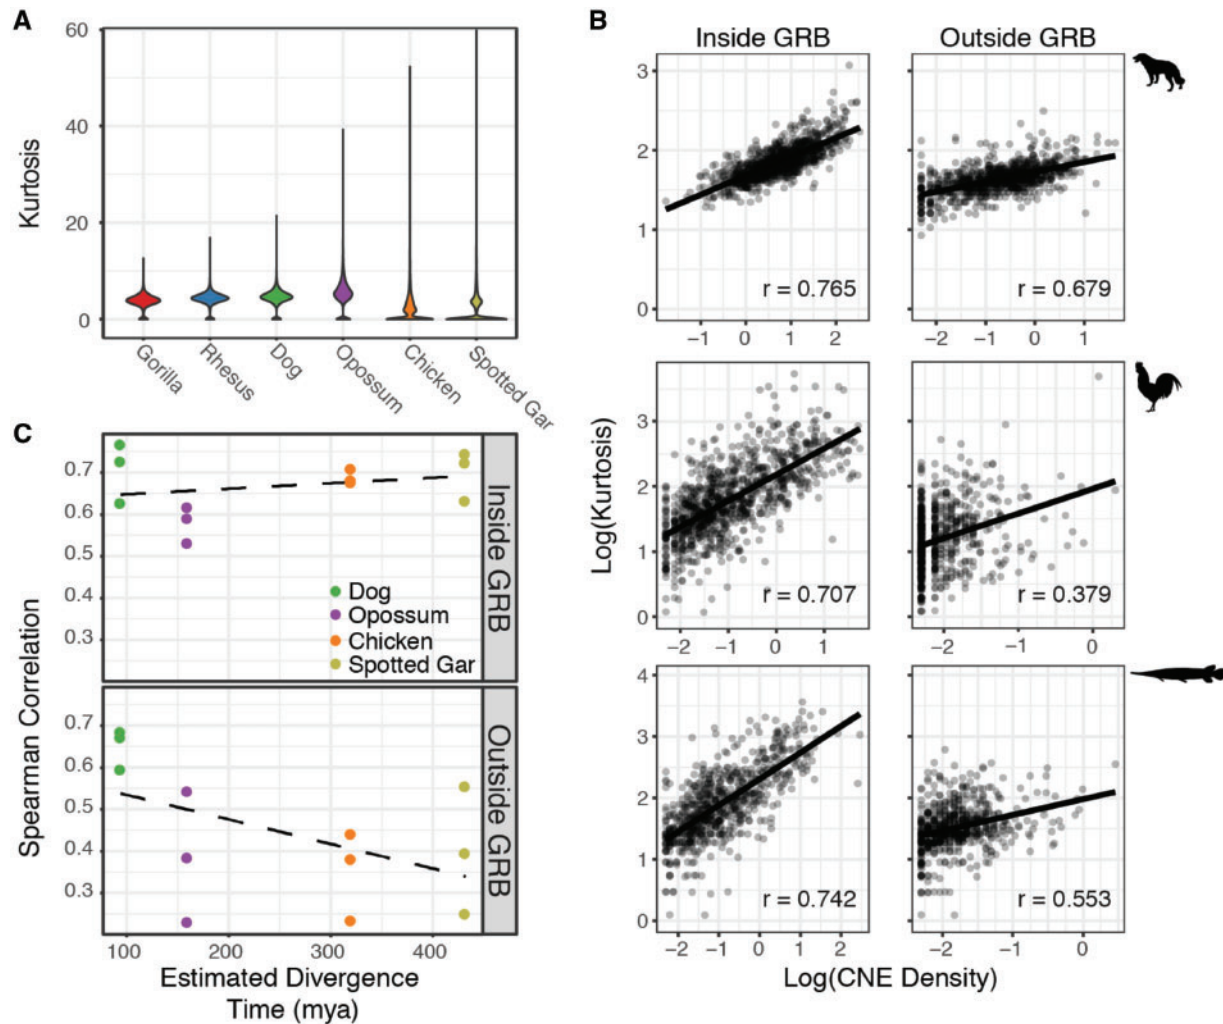 A
60
40
20
0
Kurtosis
Gorilla
Rhesus
Dog
Opossum
Chicken
Spotted Gar
B
Inside GRB
Outside GRB
3
2
1
0
r = 0.765
r = 0.679
−1
0
1
2
−2
−1
0
1
Log(Kurtosis)
3
2
1
0
r = 0.707
r = 0.379
−2
−1
0
1
−2
−1
0
4
3
2
1
0
r = 0.742
r = 0.553
−2
−1
0
1
2
−2
−1
0
Log(CNE Density)
C
0.7
0.6
0.5
0.4
0.3
Inside GRB
Dog
Opossum
Chicken
Spotted Gar
Spearman Correlation
0.7
0.6
0.5
0.4
0.3
Outside GRB
100
200
300
400
Estimated Divergence
Time (mya)